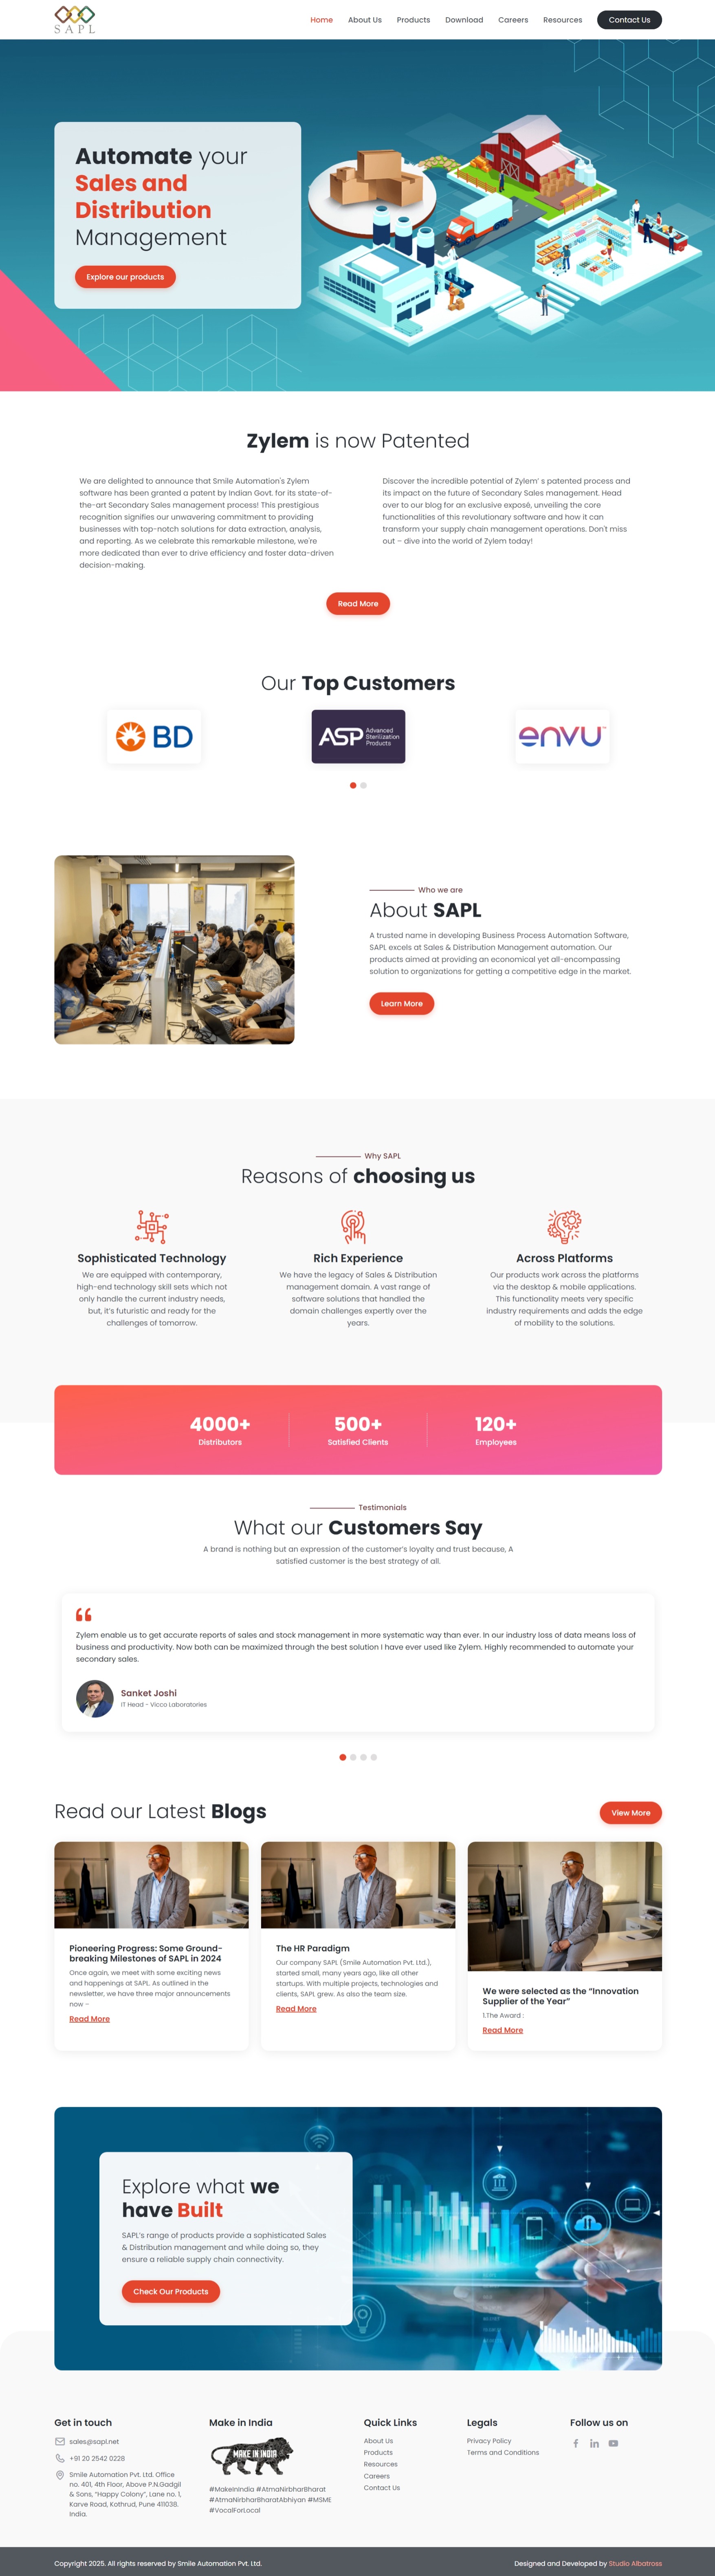 SAPL
Home About Us Products Download Careers Resources Contact Us
Automate your
Sales and
Distribution
Management
Explore our products
Zylem is now Patented
We are delighted to announce that Smile Automation's Zylem
software has been granted a patent by Indian Govt. for its state-of-
the-art Secondary Sales management process! This prestigious
recognition signifies our unwavering commitment to providing
businesses with top-notch solutions for data extraction, analysis,
and reporting. As we celebrate this remarkable milestone, we're
more dedicated than ever to drive efficiency and foster data-driven
decision-making.
Discover the incredible potential of Zylem' s patented process and
its impact on the future of Secondary Sales management. Head
over to our blog for an exclusive exposé, unveiling the core
functionalities of this revolutionary software and how it can
transform your supply chain management operations. Don't miss
out – dive into the world of Zylem today!
Read More
Our Top Customers
BD
ASP Advanced
Sterilization
Products
envu™
Who we are
About SAPL
A trusted name in developing Business Process Automation Software,
SAPL excels at Sales & Distribution Management automation. Our
products aimed at providing an economical yet all-encompassing
solution to organizations for getting a competitive edge in the market.
Learn More
Why SAPL
Reasons of choosing us
Sophisticated Technology
We are equipped with contemporary,
high-end technology skill sets which not
only handle the current industry needs,
but, it's futuristic and ready for the
challenges of tomorrow.
Rich Experience
We have the legacy of Sales & Distribution
management domain. A vast range of
software solutions that handled the
domain challenges expertly over the
years.
Across Platforms
Our products work across the platforms
via the desktop & mobile applications.
This functionality meets very specific
industry requirements and adds the edge
of mobility to the solutions.
4000+
Distributors
500+
Satisfied Clients
120+
Employees
Testimonials
What our Customers Say
A brand is nothing but an expression of the customer's loyalty and trust because, A
satisfied customer is the best strategy of all.
Zylem enable us to get accurate reports of sales and stock management in more systematic way than ever. In our industry loss of data means loss of
business and productivity. Now both can be maximized through the best solution I have ever used like Zylem. Highly recommended to automate your
secondary sales.
Sanket Joshi
IT Head - Vicco Laboratories
Read our Latest Blogs
View More
Pioneering Progress: Some Ground-
breaking Milestones of SAPL in 2024
Once again, we meet with some exciting news
and happenings at SAPL. As outlined in the
newsletter, we have three major announcements
now –
Read More
The HR Paradigm
Our company SAPL (Smile Automation Pvt. Ltd.),
started small, many years ago, like all other
startups. With multiple projects, technologies and
clients, SAPL grew. As also the team size.
Read More
We were selected as the "Innovation
Supplier of the Year"
1.The Award :
Read More
Explore what we
have Built
SAPL's range of products provide a sophisticated Sales
& Distribution management and while doing so, they
ensure a reliable supply chain connectivity.
Check Our Products
Get in touch
sales@sapl.net
+91 20 2542 0228
Smile Automation Pvt. Ltd. Office
no. 401, 4th Floor, Above P.N.Gadgil
& Sons, "Happy Colony", Lane no. 1,
Karve Road, Kothrud, Pune 411038.
India.
Make in India
MAKE IN INDIA
#MakeInIndia #AtmaNirbharBharat
#AtmaNirbharBharatAbhiyan #MSME
#VocalForLocal
Quick Links
About Us
Products
Resources
Careers
Contact Us
Legals
Privacy Policy
Terms and Conditions
Follow us on
Copyright 2025. All rights reserved by Smile Automation Pvt. Ltd.
Designed and Developed by Studio Albatross